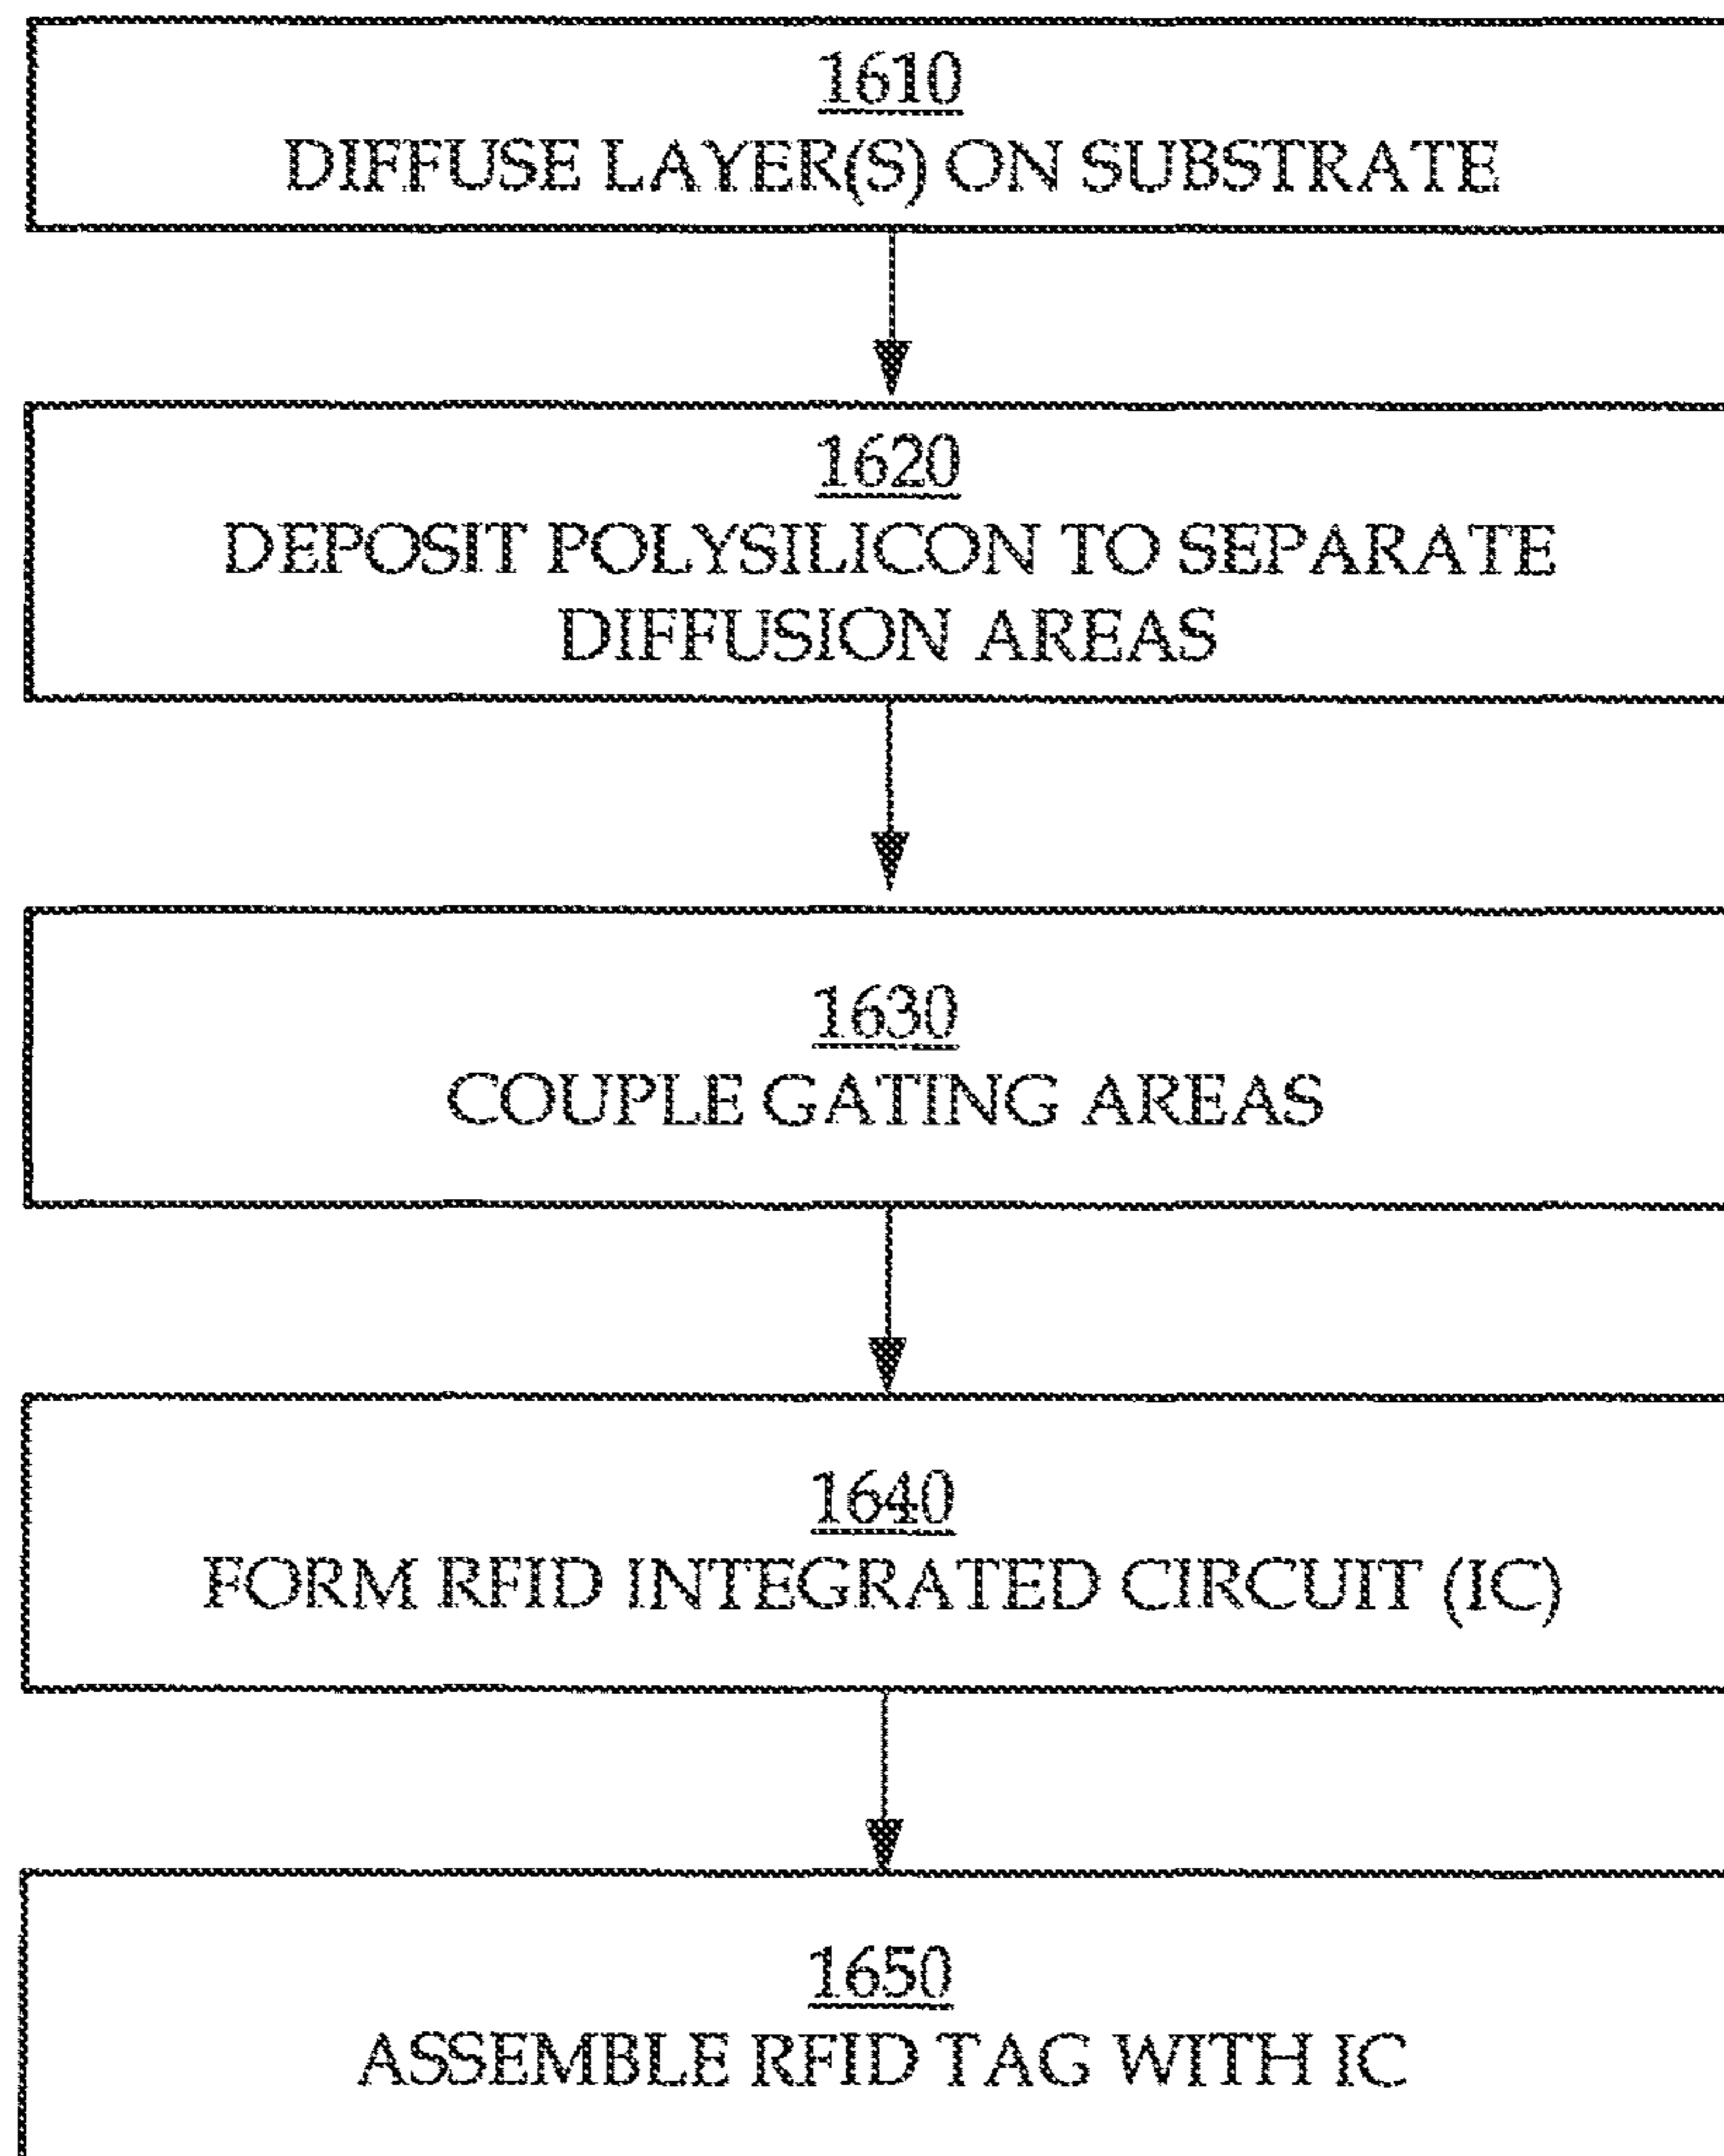 1610
DIFFUSE LAYER(S) ON SUBSTRATE
1620
DEPOSIT POLYSILICON TO SEPARATE
DIFFUSION AREAS
1630
COUPLE GATING AREAS
1640
FORM RFID INTEGRATED CIRCUIT (IC)
1650
ASSEMBLE RFID TAG WITH IC